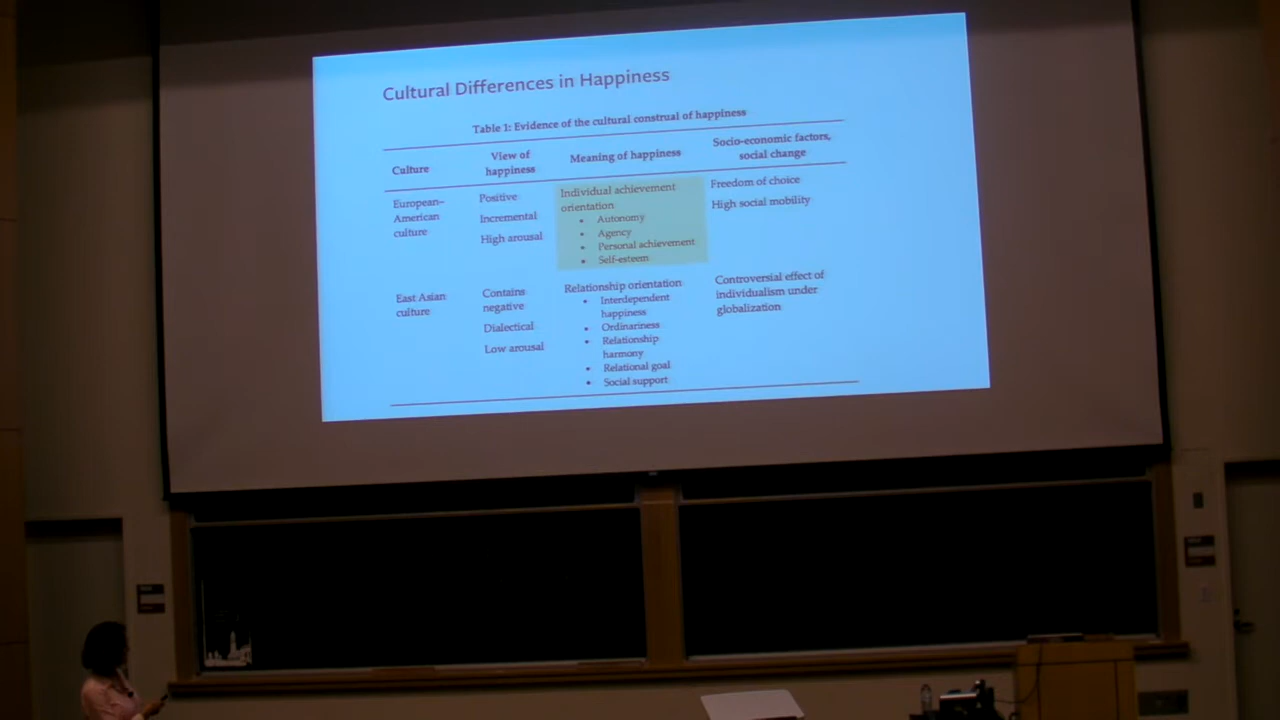 Cultural Differences in Happiness
Table 1: Evidence of the cultural construal of happiness
Culture
View of
happiness
Meaning of happiness
Socio-economic factors,
social change
European–
American
culture
Positive
Incremental
High arousal
Individual achievement
orientation
• Autonomy
• Agency
• Personal achievement
• Self-esteem
Freedom of choice
High social mobility
East Asian
culture
Contains
negative
Dialectical
Low arousal
Relationship orientation
• Interdependent
happiness
• Ordinariness
• Relationship
harmony
• Relational goal
• Social support
Controversial effect of
individualism under
globalization